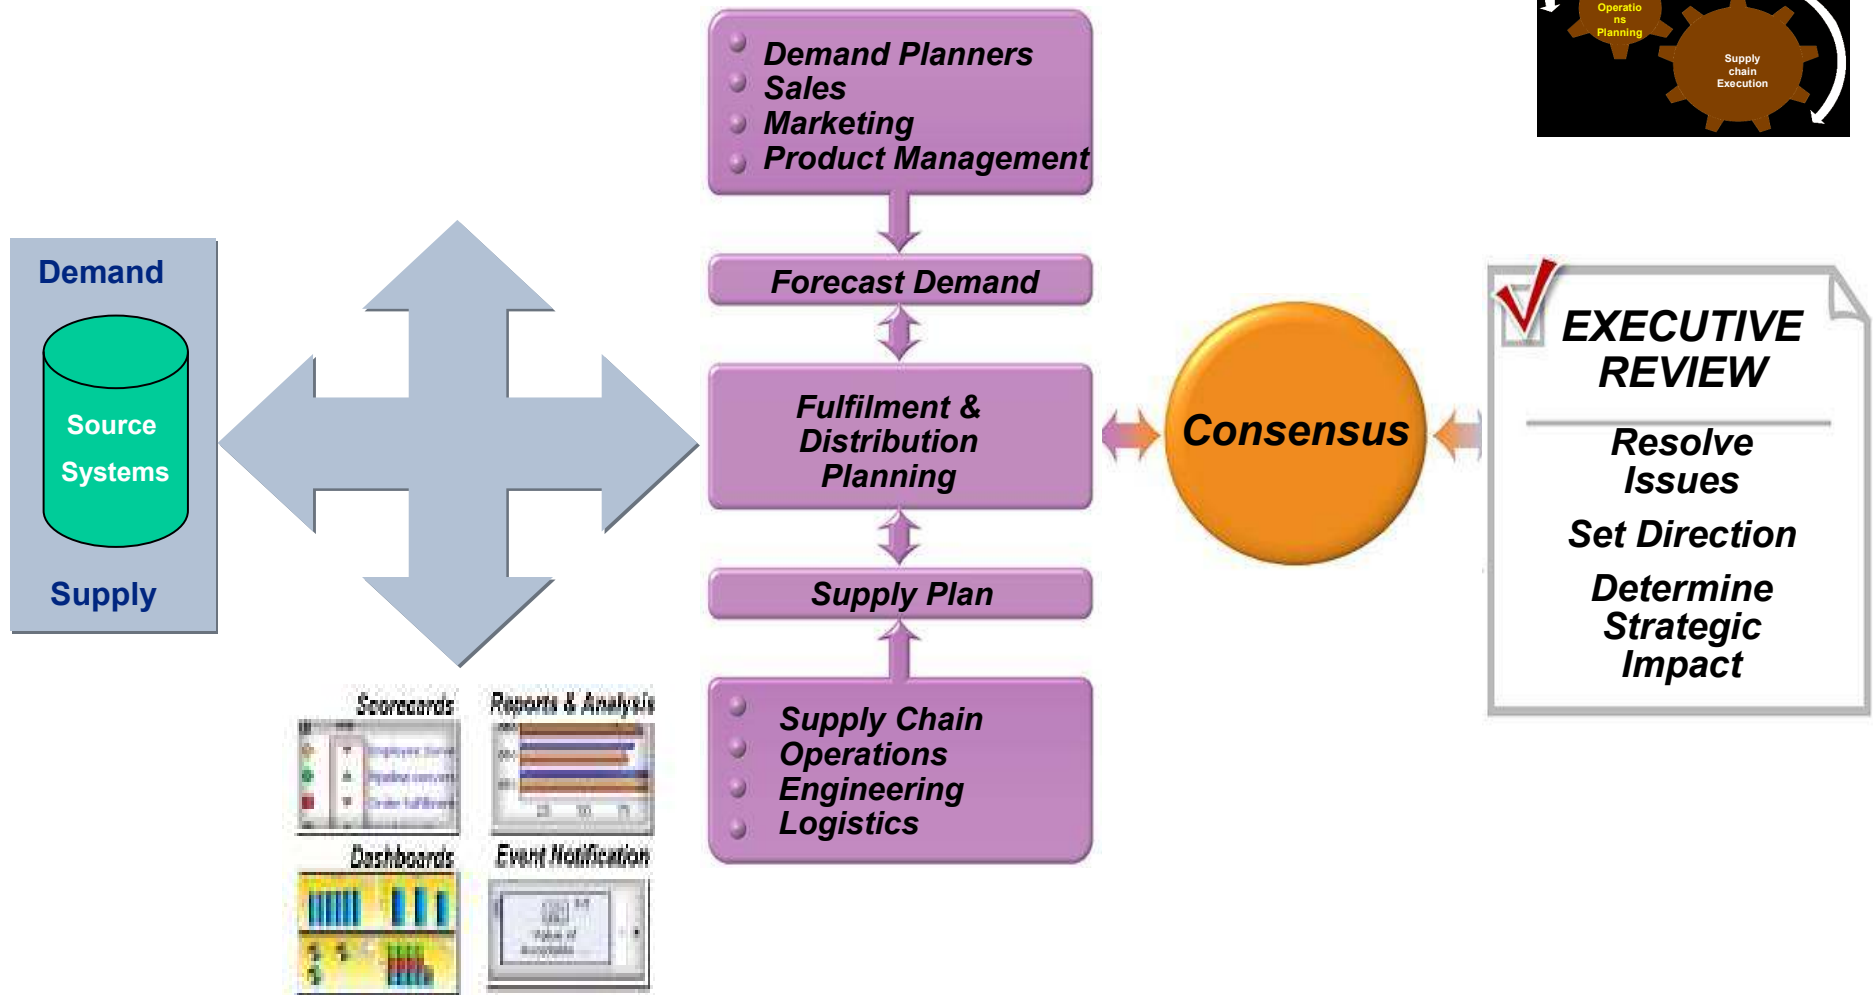 Operatio
ns
Planning
Supply
chain
Execution
Demand Planners
Sales
Marketing
Product Management
Demand
Source
Systems
Supply
Forecast Demand
Fulfilment &
Distribution
Planning
Supply Plan
Supply Chain
Operations
Engineering
Logistics
Consensus
EXECUTIVE
REVIEW
Resolve
Issues
Set Direction
Determine
Strategic
Impact
Scorecards
Reports & Analysis
Dashboards
Event Notification